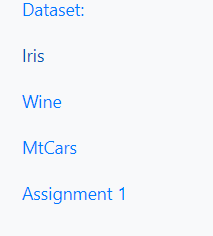 Dataset:
Iris
Wine
MtCars
Assignment 1